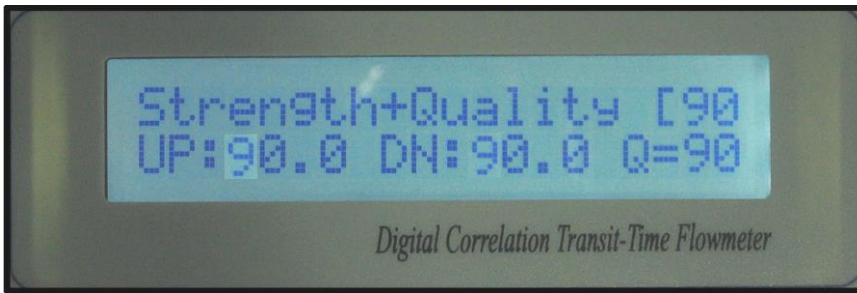 Strength+Quality [90
UP:90.0 DN:90.0 Q=90
Digital Correlation Transit-Time Flowmeter